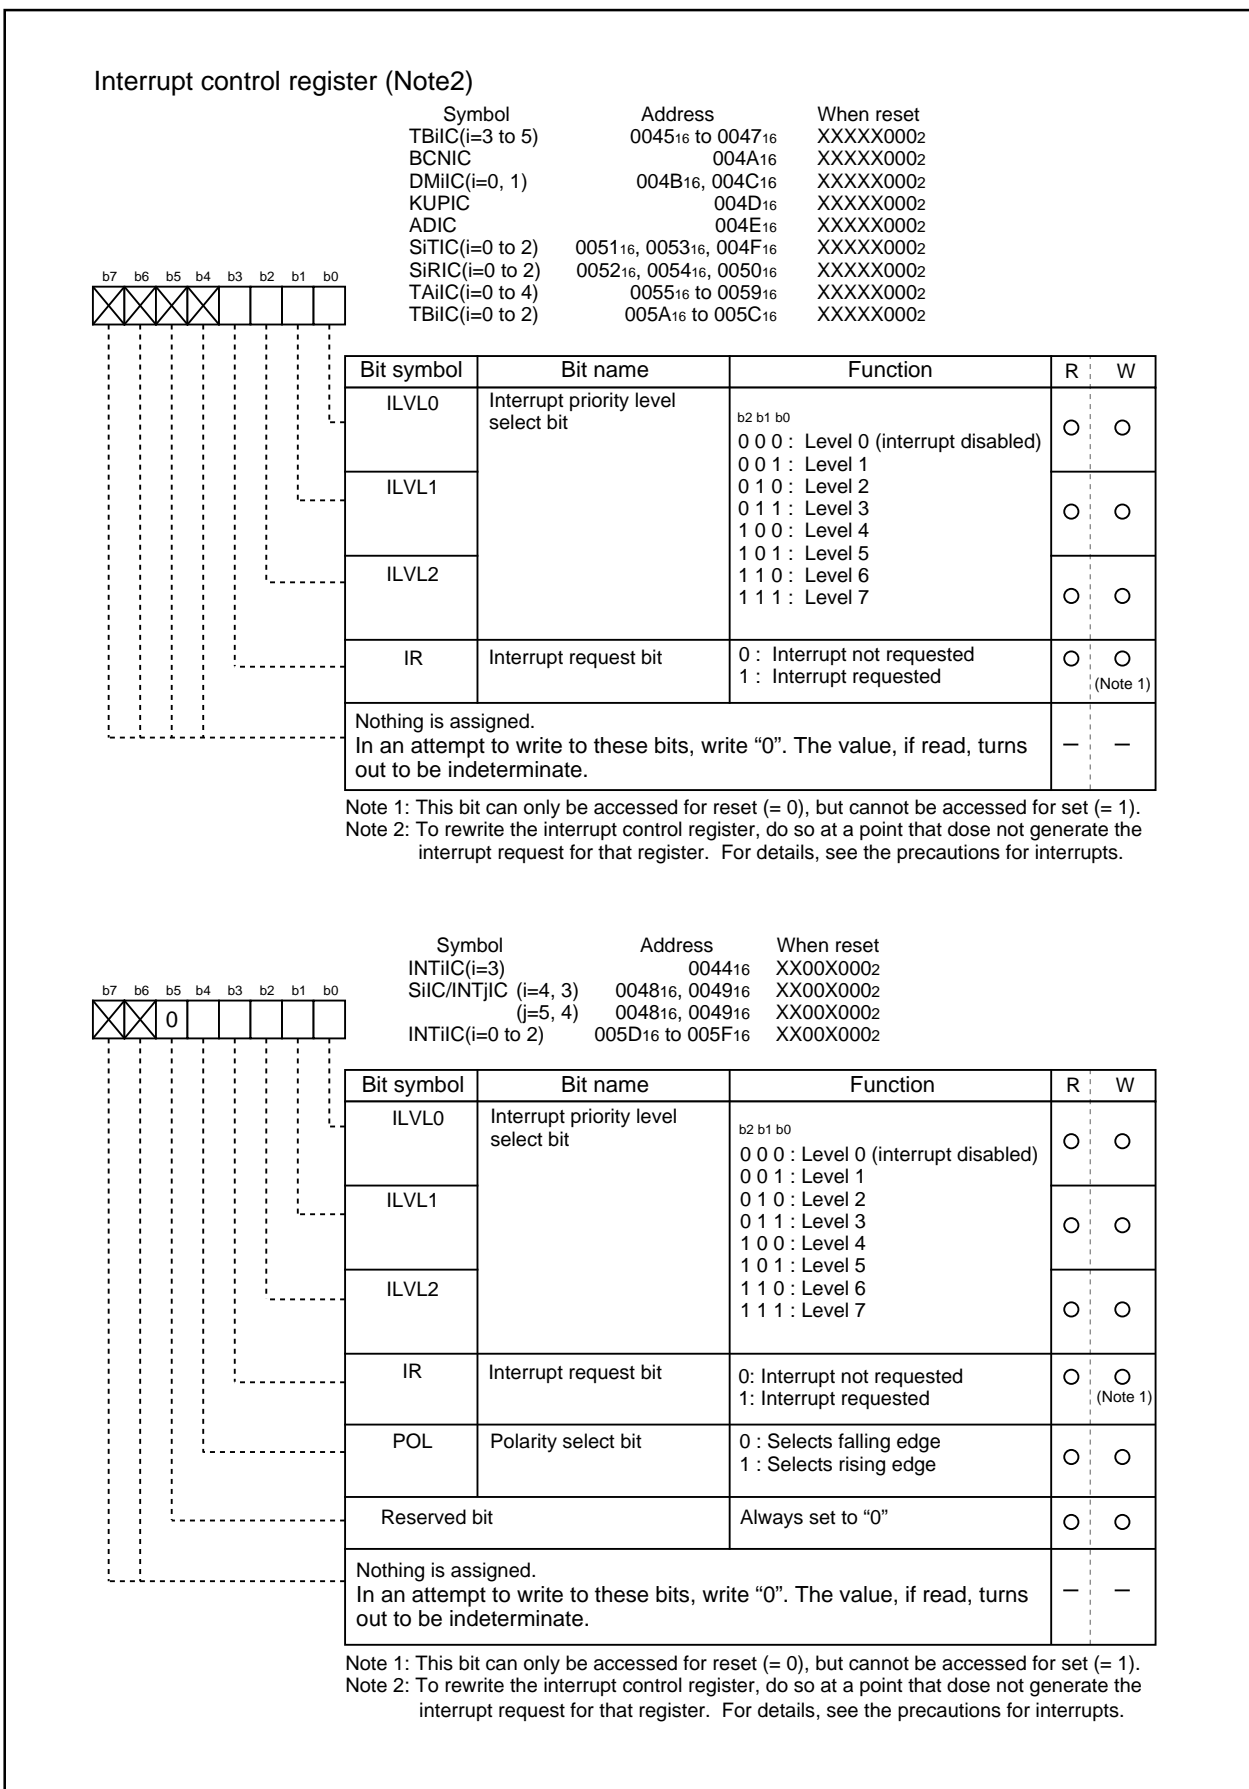 Interrupt control register (Note2)
Symbol Address When reset
TBiIC(i=3 to 5) 004516 to 004716 XXXXX0002
BCNIC 004A16 XXXXX0002
DMiIC(i=0, 1) 004B16, 004C16 XXXXX0002
KUPIC 004D16 XXXXX0002
ADIC 004E16 XXXXX0002
SiTIC(i=0 to 2) 005116, 005316, 004F16 XXXXX0002
SiRIC(i=0 to 2) 005216, 005416, 005016 XXXXX0002
TAiIC(i=0 to 4) 005516 to 005916 XXXXX0002
TBiIC(i=0 to 2) 005A16 to 005C16 XXXXX0002
b7 b6 b5 b4 b3 b2 b1 b0
Bit symbol Bit name Function R W
ILVL0 Interrupt priority level
select bit
b2 b1 b0
0 0 0 : Level 0 (interrupt disabled)
0 0 1 : Level 1
ILVL1 0 1 0 : Level 2
0 1 1 : Level 3
1 0 0 : Level 4
1 0 1 : Level 5
ILVL2 1 1 0 : Level 6
1 1 1 : Level 7
IR Interrupt request bit 0 : Interrupt not requested
1 : Interrupt requested (Note 1)
Nothing is assigned.
In an attempt to write to these bits, write “0”. The value, if read, turns – –
out to be indeterminate.
Note 1: This bit can only be accessed for reset (= 0), but cannot be accessed for set (= 1).
Note 2: To rewrite the interrupt control register, do so at a point that dose not generate the
interrupt request for that register. For details, see the precautions for interrupts.
Symbol Address When reset
INTiIC(i=3) 004416 XX00X0002
SiIC/INTjIC (i=4, 3) 004816, 004916 XX00X0002
(j=5, 4) 004816, 004916 XX00X0002
INTiIC(i=0 to 2) 005D16 to 005F16 XX00X0002
b7 b6 b5 b4 b3 b2 b1 b0
0
Bit symbol Bit name Function R W
ILVL0 Interrupt priority level
select bit
b2 b1 b0
0 0 0 : Level 0 (interrupt disabled)
0 0 1 : Level 1
ILVL1 0 1 0 : Level 2
0 1 1 : Level 3
1 0 0 : Level 4
1 0 1 : Level 5
ILVL2 1 1 0 : Level 6
1 1 1 : Level 7
IR Interrupt request bit 0: Interrupt not requested
1: Interrupt requested (Note 1)
POL Polarity select bit 0 : Selects falling edge
1 : Selects rising edge
Reserved bit Always set to “0”
Nothing is assigned.
In an attempt to write to these bits, write “0”. The value, if read, turns – –
out to be indeterminate.
Note 1: This bit can only be accessed for reset (= 0), but cannot be accessed for set (= 1).
Note 2: To rewrite the interrupt control register, do so at a point that dose not generate the
interrupt request for that register. For details, see the precautions for interrupts.